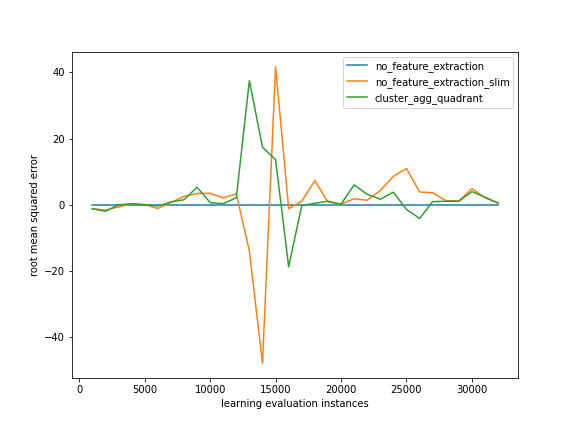 no_feature_extraction
no_feature_extraction_slim
cluster_agg_quadrant
root mean squared error
40
20
0
−20
−40
0 5000 10000 15000 20000 25000 30000
learning evaluation instances